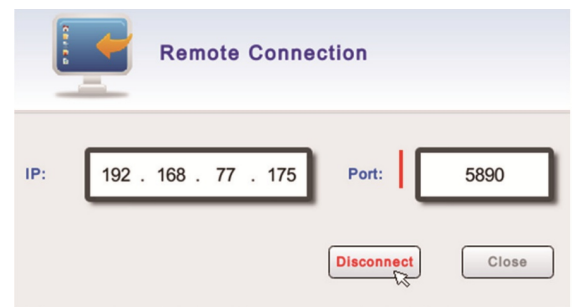 Remote Connection
IP: 192 . 168 . 77 . 175 Port: 5890
Disconnect Close